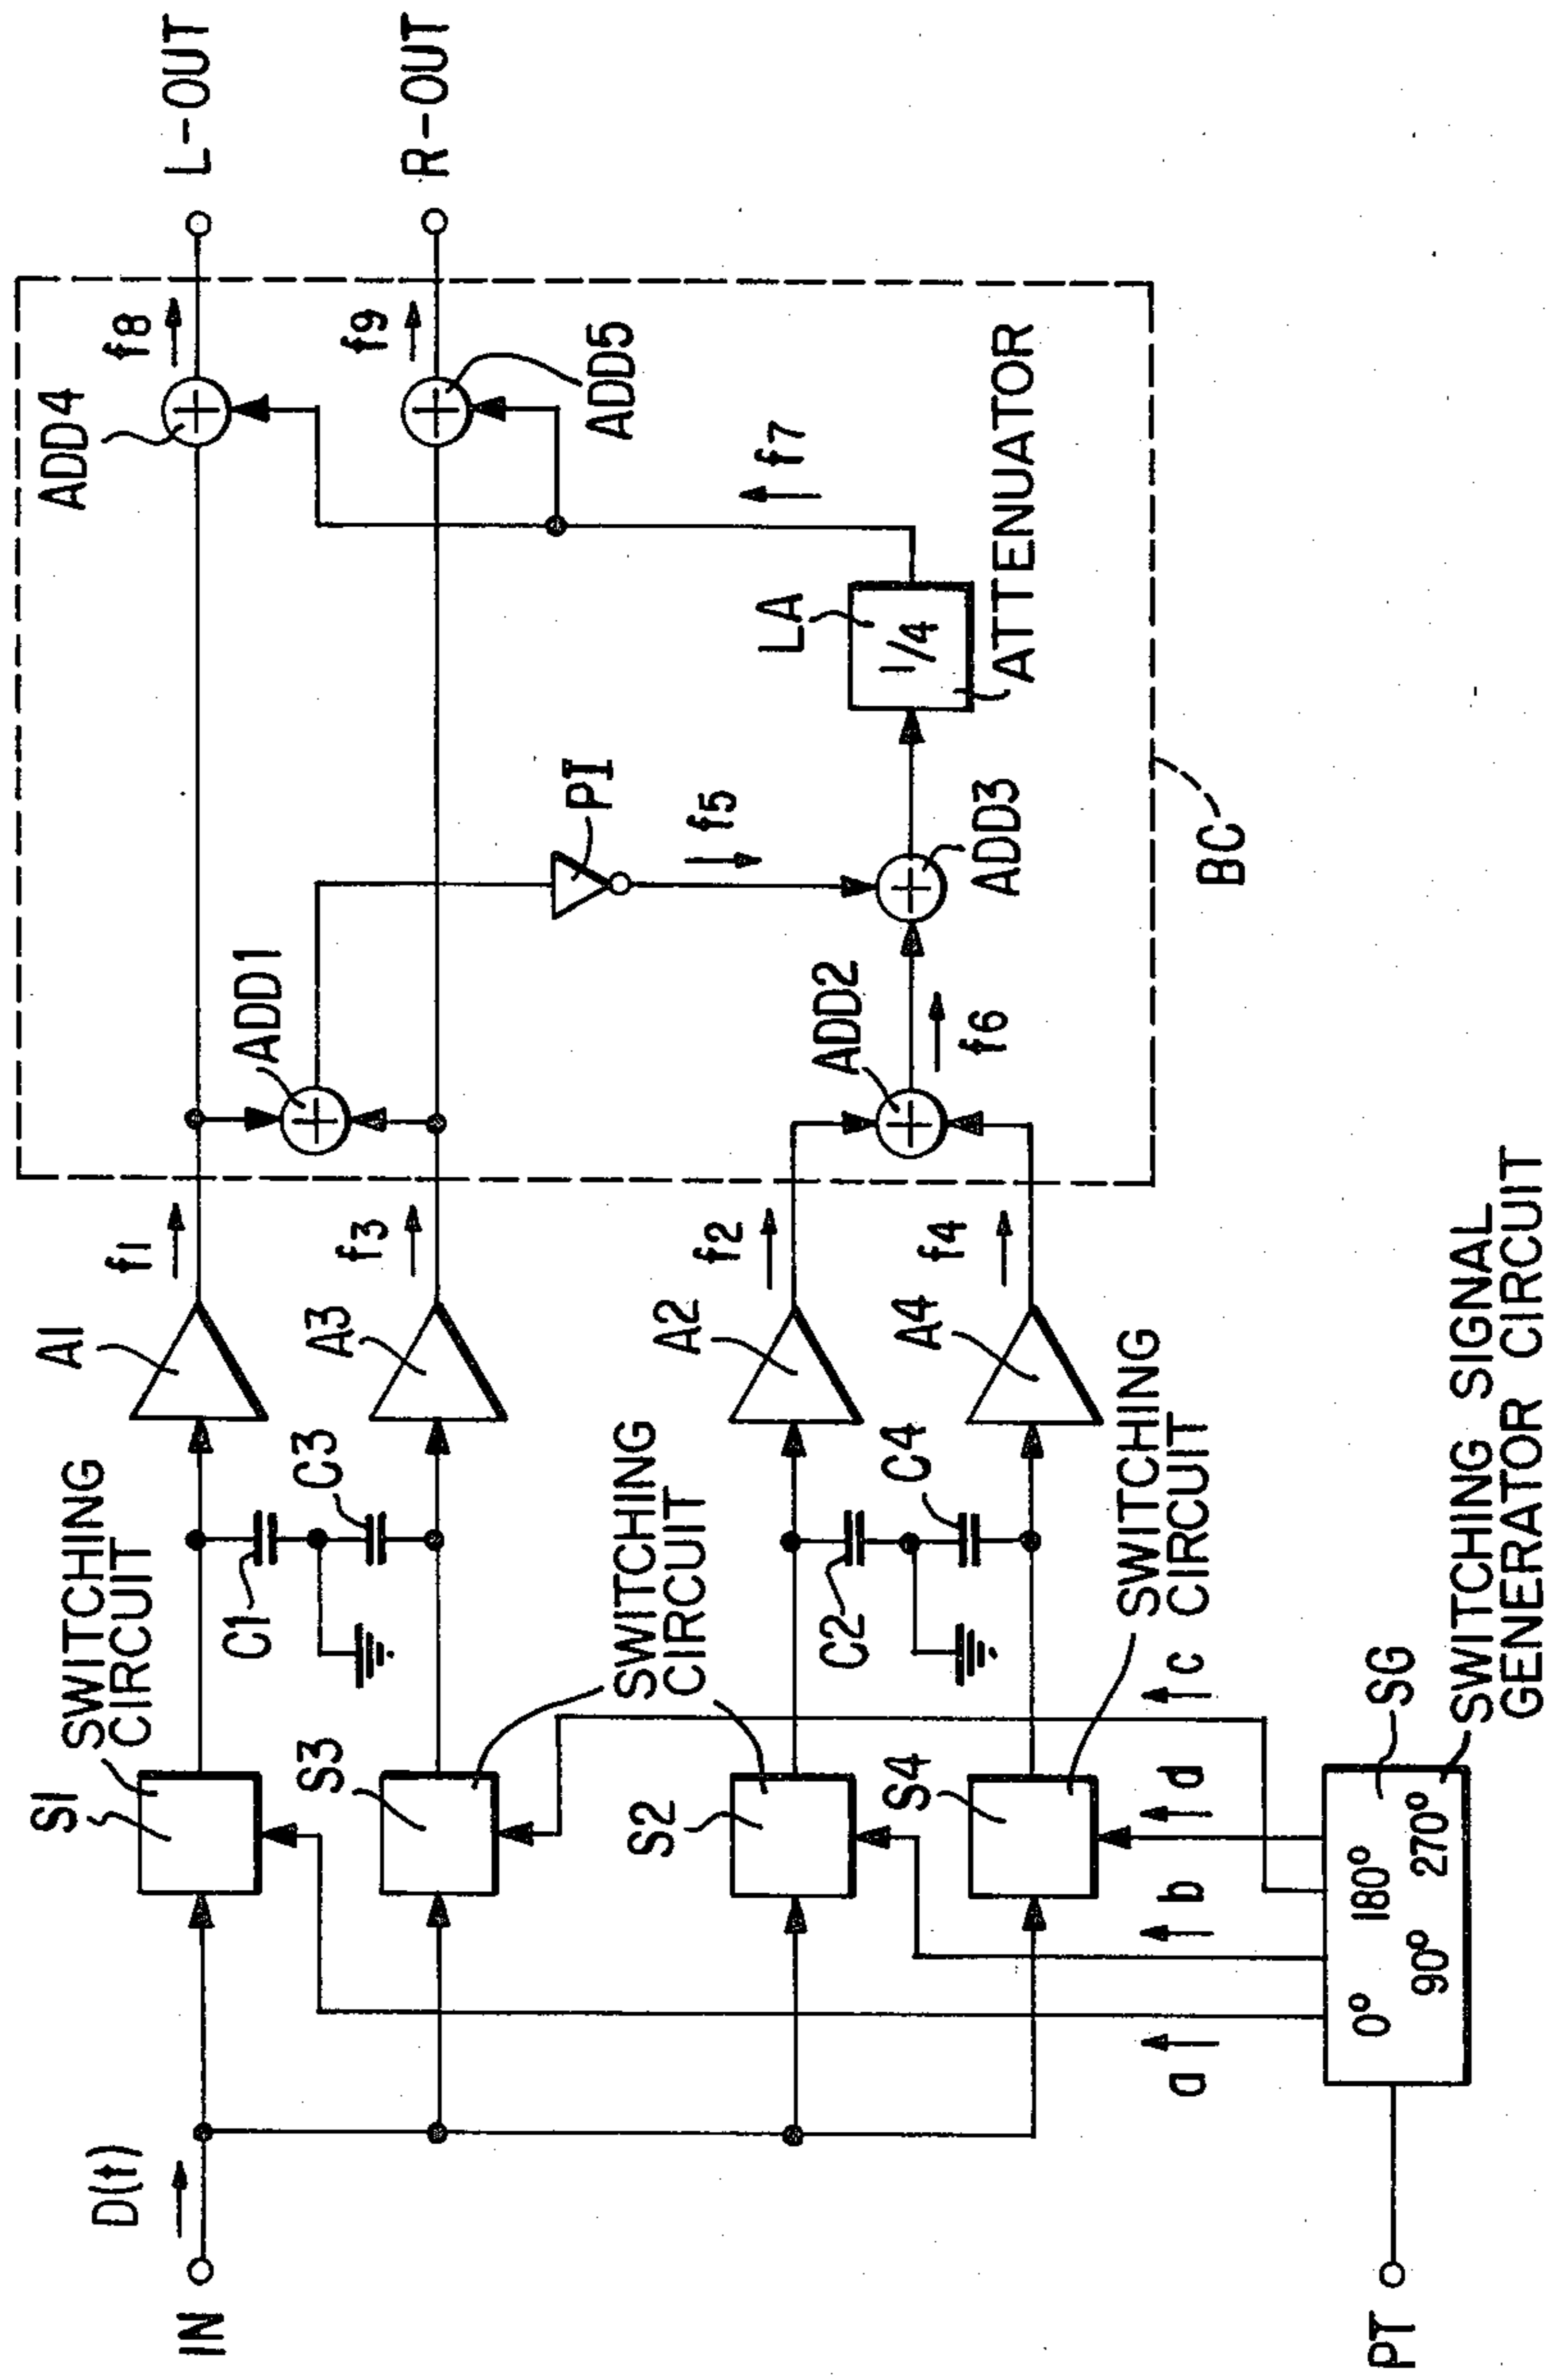 IN
D(t)
S1
SWITCHING
CIRCUIT
C1
C3
A1
f1
ADD1
ADD4
f8
L-OUT
S3
A3
f3
f9
R-OUT
ADD5
SWITCHING
CIRCUIT
PI
f5
f7
S2
C2
C4
A2
f2
ADD2
f6
ADD3
LA
1/4
ATTENUATOR
S4
A4
f4
SWITCHING
CIRCUIT
BC
a
b
d
c
PT
0°
180°
90°
270°
SG
SWITCHING SIGNAL
GENERATOR CIRCUIT